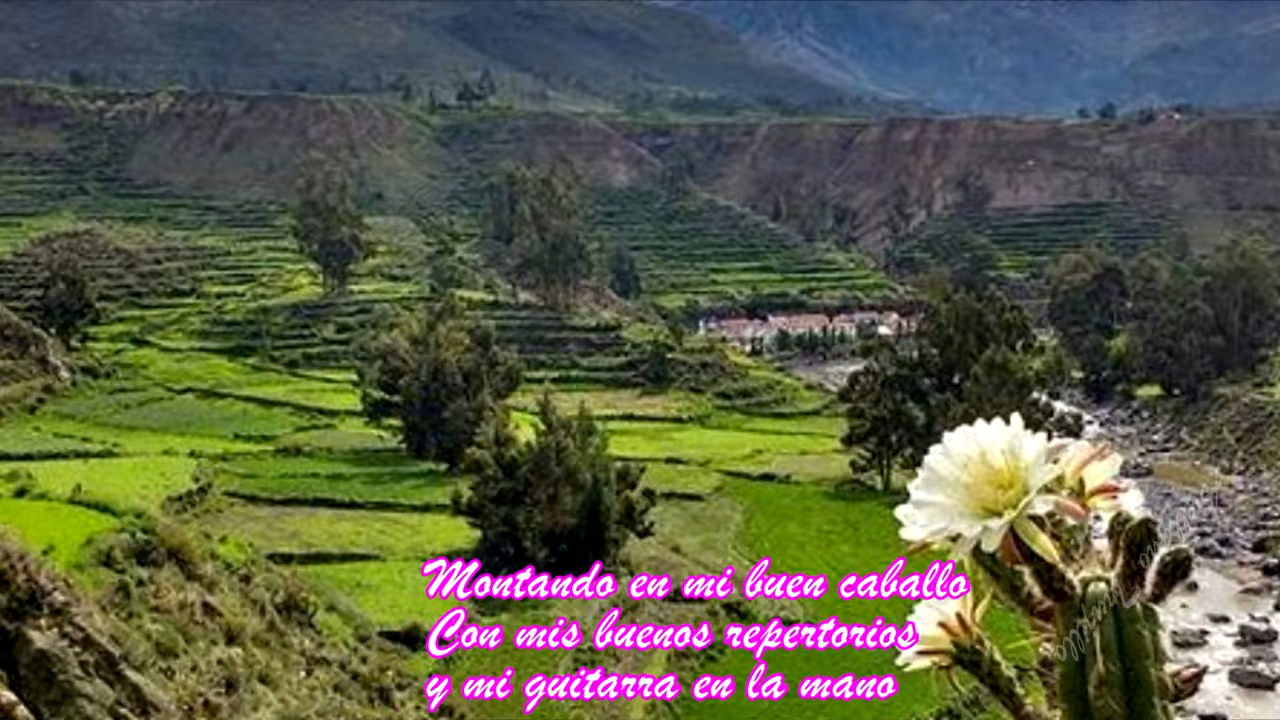 Montando en mi buen caballo
Con mis buenos repertorios
y mi guitarra en la mano